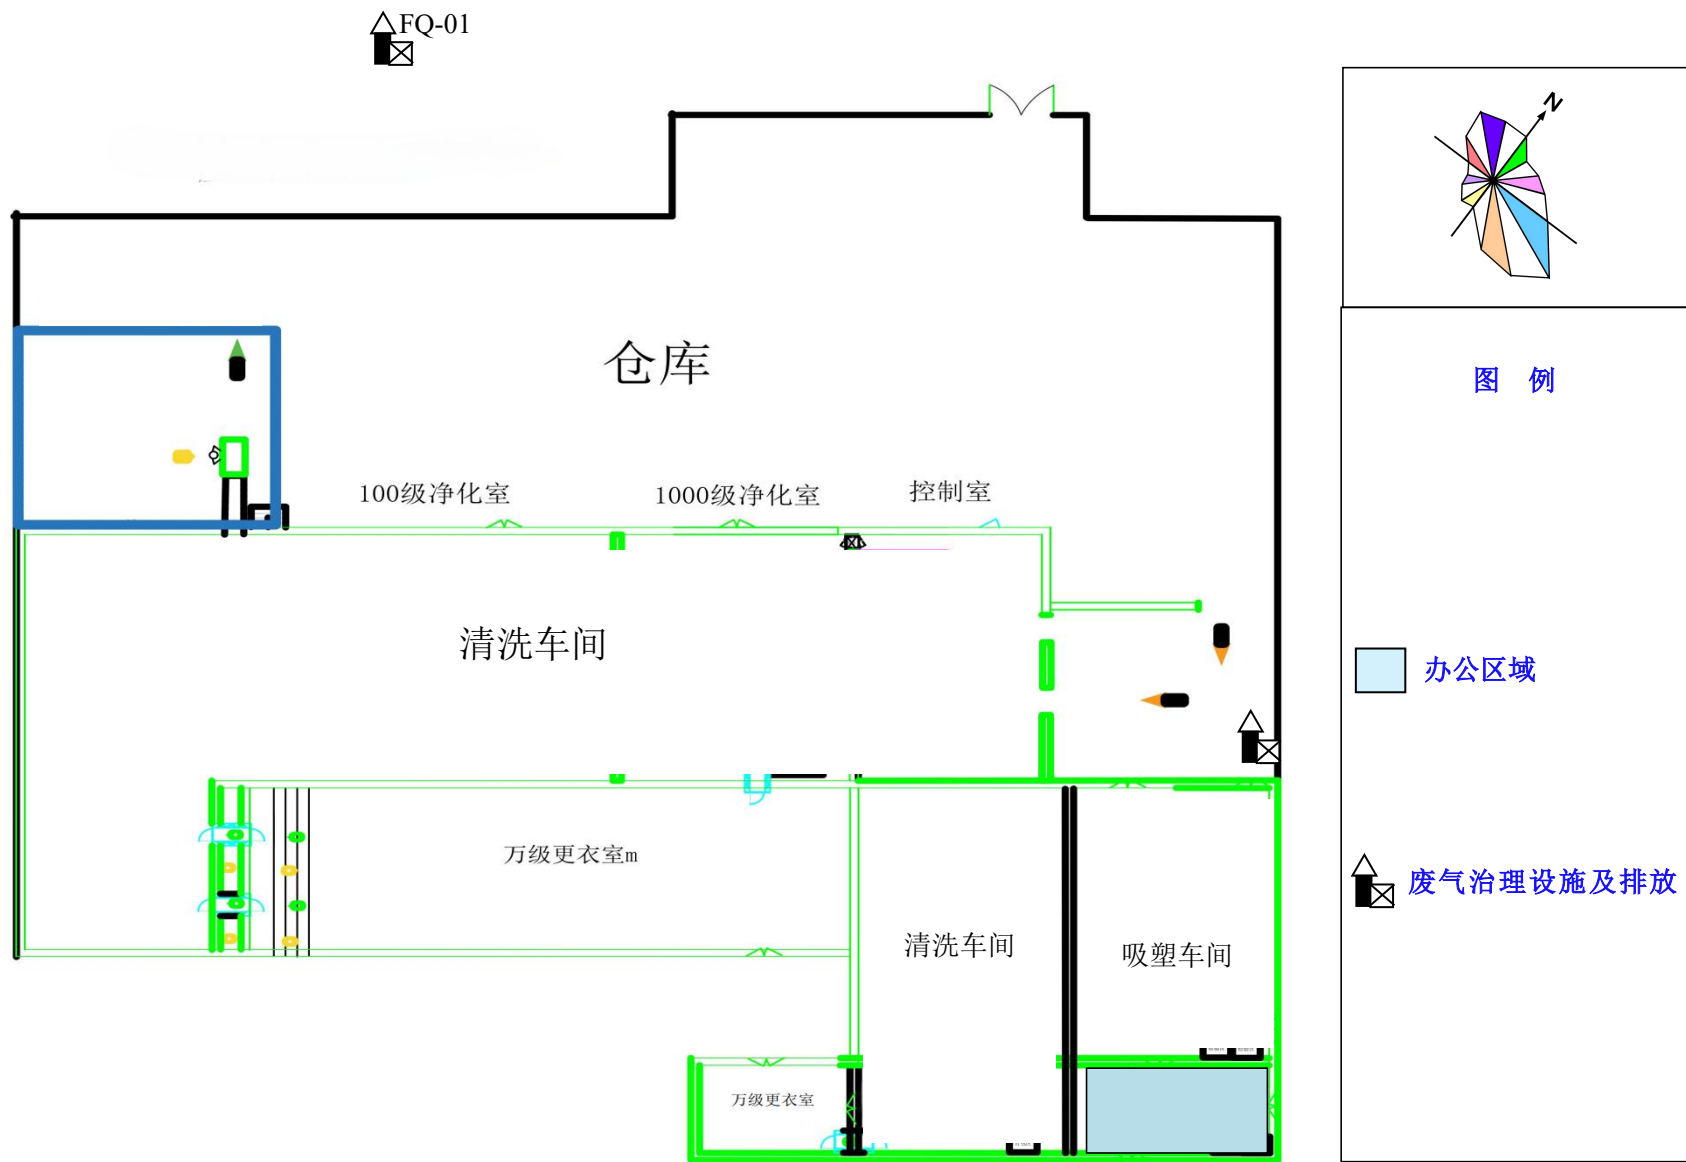 FQ-01
N
仓库
图 例
100级净化室
1000级净化室
控制室
清洗车间
办公区域
万级更衣室m
废气治理设施及排放
清洗车间
吸塑车间
万级更衣室